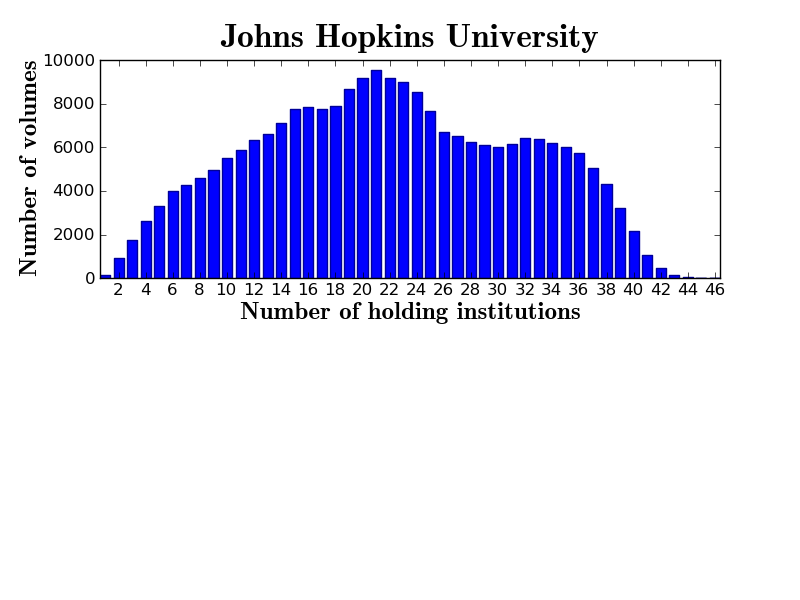 Johns Hopkins University
Number of volumes
10000
8000
6000
4000
2000
0
2 4 6 8 10 12 14 16 18 20 22 24 26 28 30 32 34 36 38 40 42 44 46
Number of holding institutions